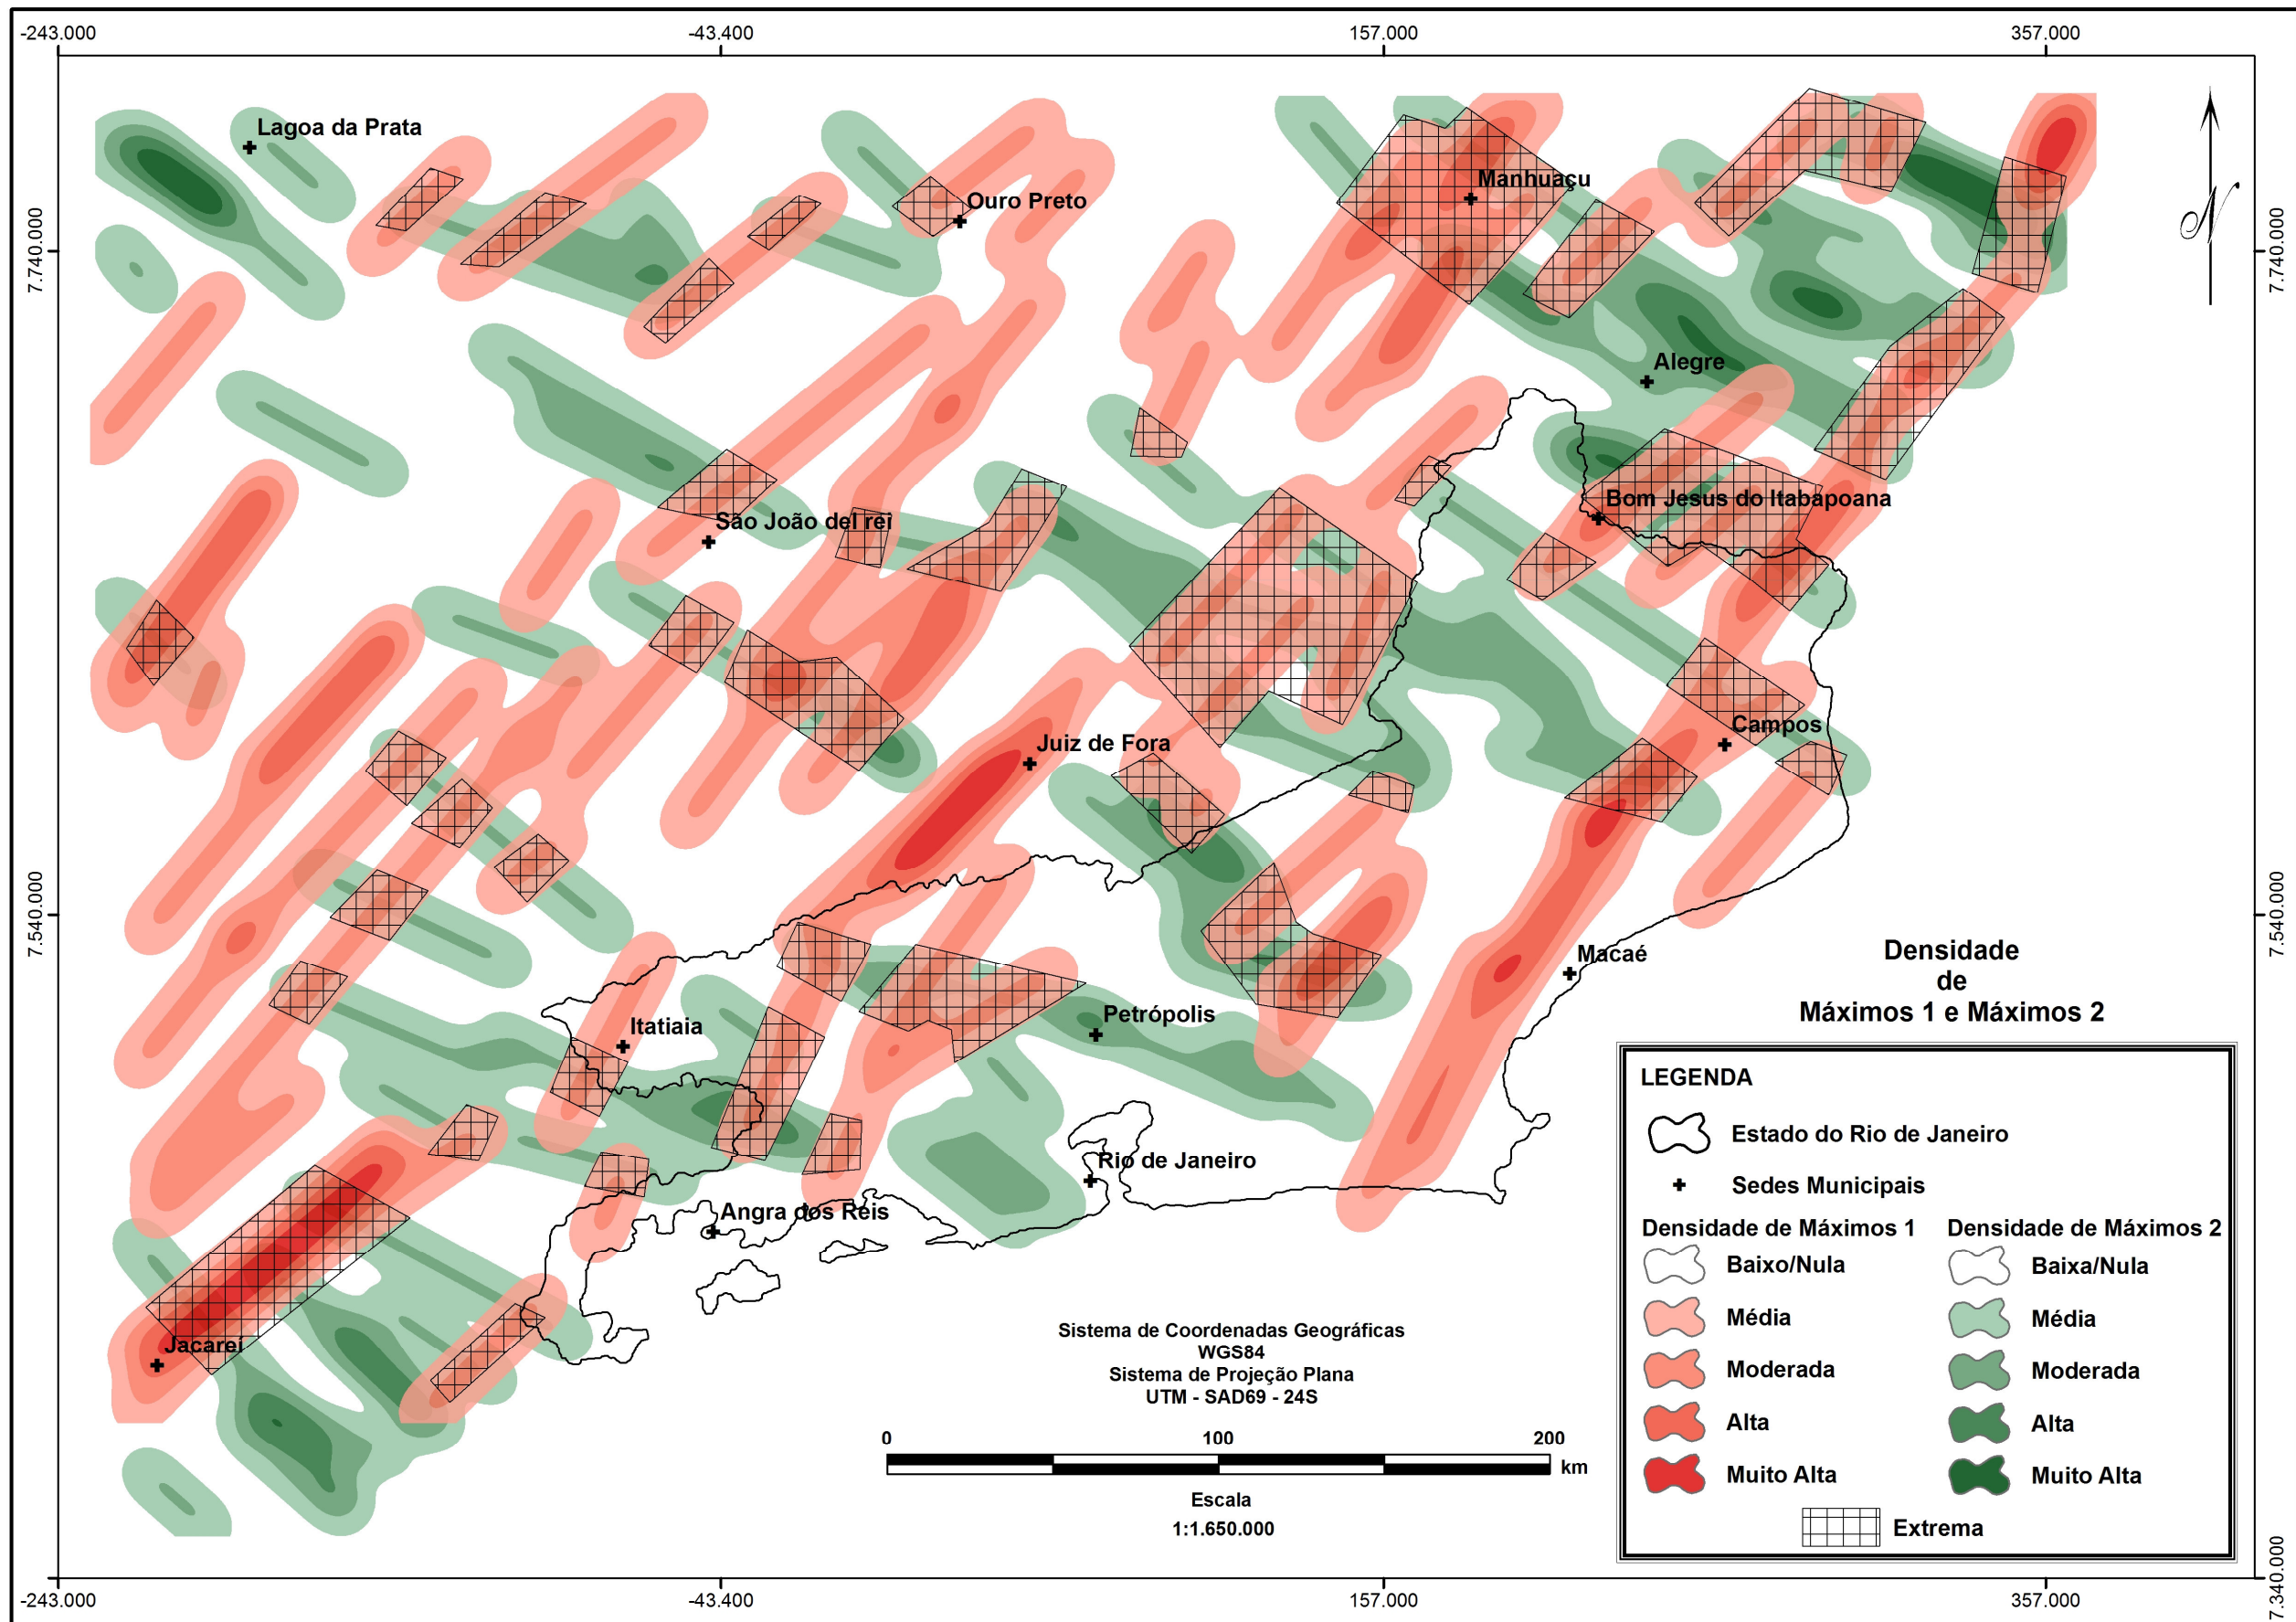 -243.000
-43.400
157.000
357.000
Lagoa da Prata
Manhuaçu
Ouro Preto
N
7.740.000
7.740.000
Alegre
Bom Jesus do Itabapoana
São João del rei
Campos
Juiz de Fora
7.540.000
7.540.000
Macaé
Densidade
de
Máximos 1 e Máximos 2
Petrópolis
Itatiaia
Rio de Janeiro
Angra dos Reis
Jacareí
LEGENDA
Estado do Rio de Janeiro
Sedes Municipais
Densidade de Máximos 1
Densidade de Máximos 2
Baixo/Nula
Baixa/Nula
Média
Média
Moderada
Moderada
Alta
Alta
Muito Alta
Muito Alta
Extrema
Sistema de Coordenadas Geográficas
WGS84
Sistema de Projeção Plana
UTM - SAD69 - 24S
0
100
200
km
Escala
1:1.650.000
7.340.000
-243.000
-43.400
157.000
357.000